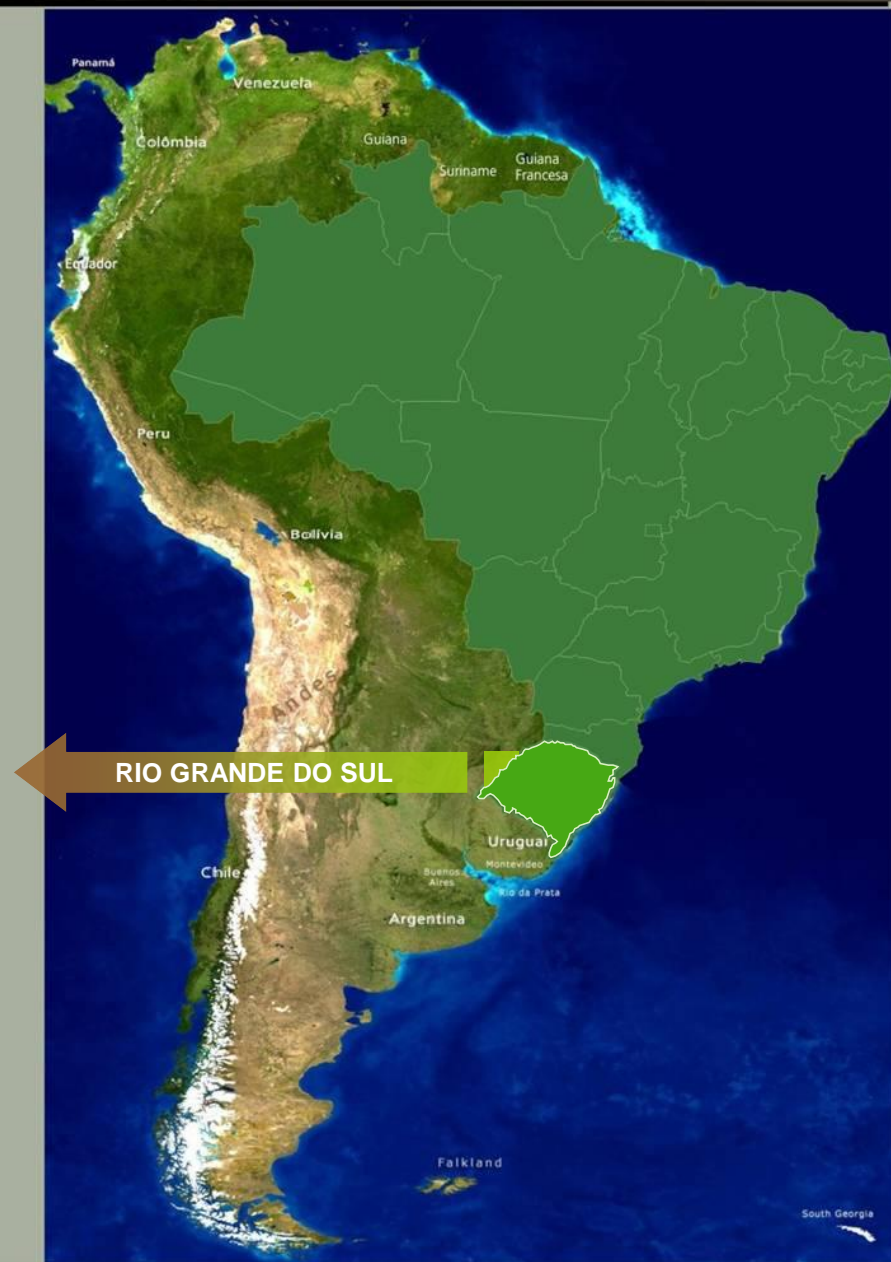 Panamá
Venezuela
Colômbia
Guiana
Suriname
Guiana
Francesa
Equador
Peru
Bolívia
Andes
RIO GRANDE DO SUL
Uruguai
Montevideo
Buenos
Aires
Rio da Prata
Chile
Argentina
Falkland
South Georgia